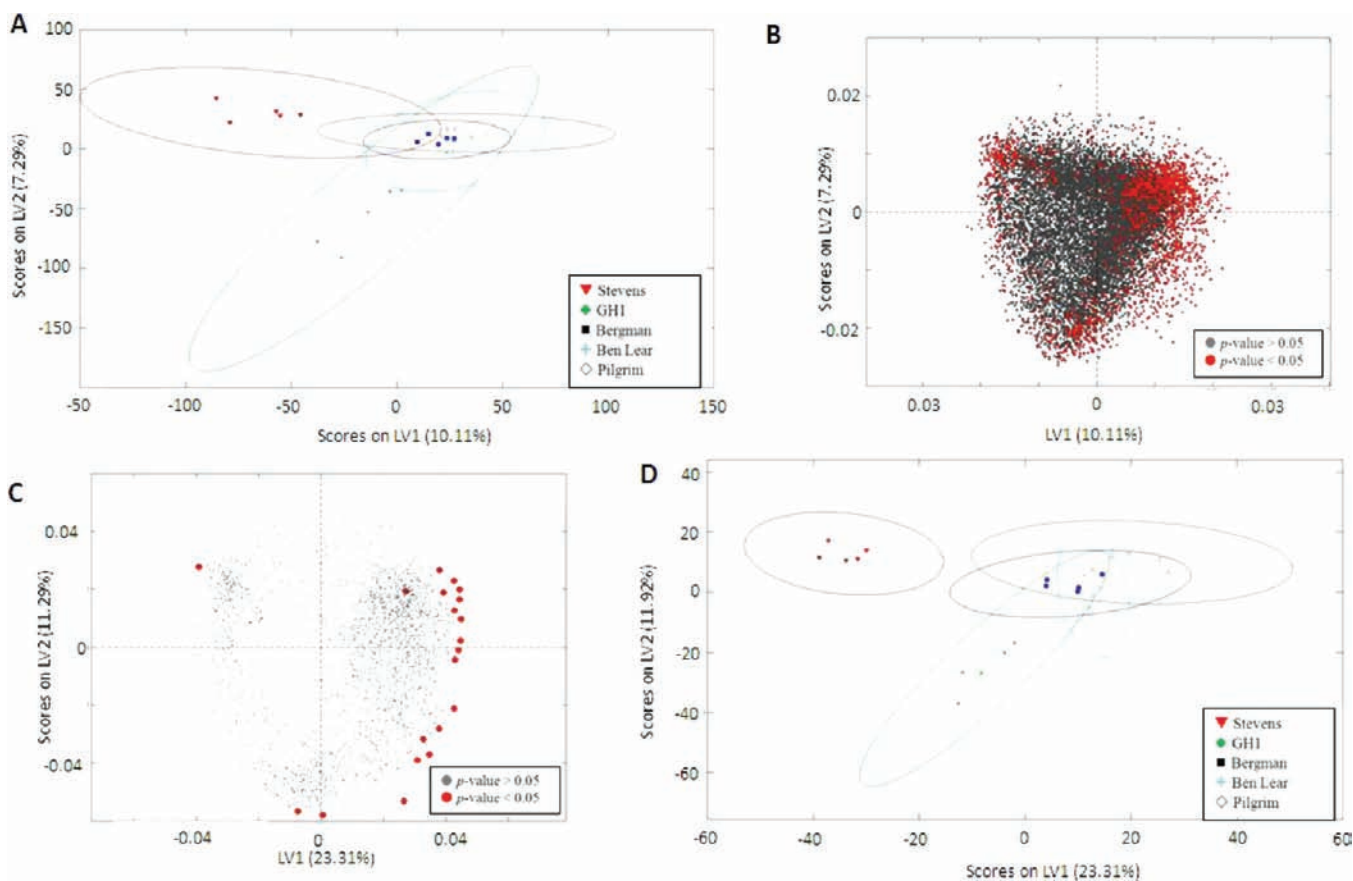 A
100
50
0
-50
-100
-150
Scores on LV2 (7.29%)
-50
-100
-50
0
50
100
150
Scores on LV1 (10.11%)
Stevens
GH1
Bergman
Ben Lear
Pilgrim
B
0.02
0
-0.02
Scores on LV2 (7.29%)
p-value > 0.05
p-value < 0.05
0.03
0
0.03
LV1 (10.11%)
C
0.04
0
-0.04
Scores on LV2 (11.29%)
p-value > 0.05
p-value < 0.05
-0.04
0
0.04
LV1 (23.31%)
D
40
20
0
-20
-40
-60
Scores on LV2 (11.92%)
Stevens
GH1
Bergman
Ben Lear
Pilgrim
-60
-40
-20
0
20
40
60
Scores on LV1 (23.31%)